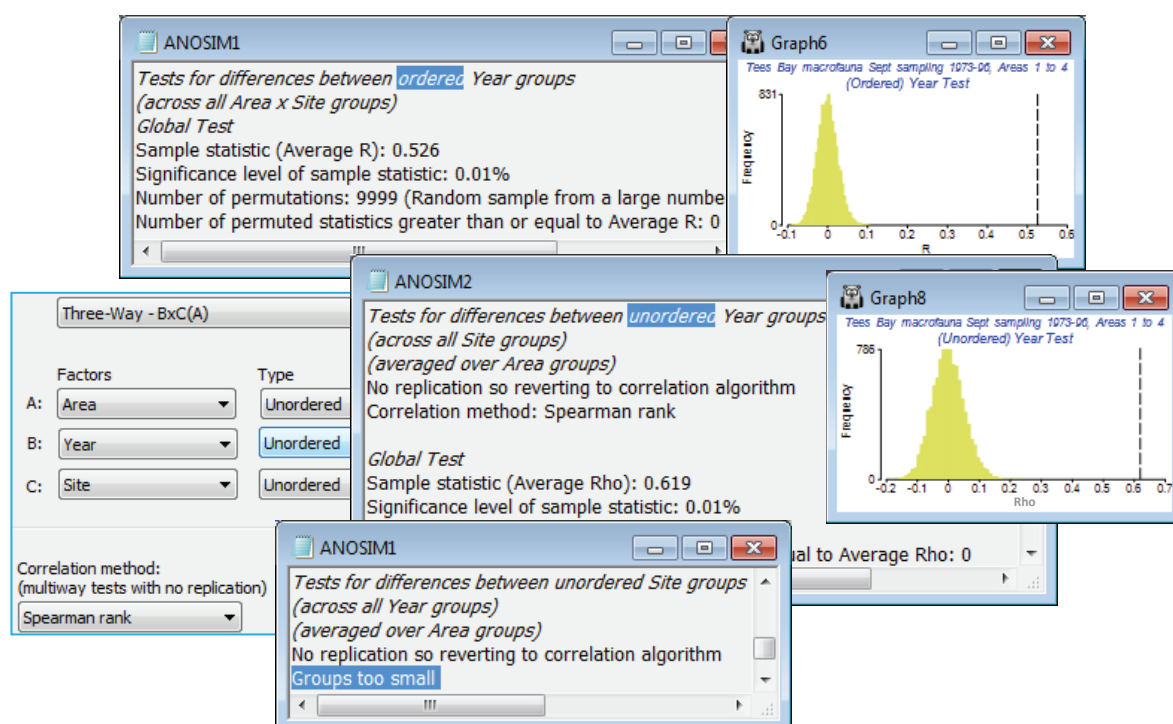 ANOSIM1
Tests for differences between ordered Year groups
(across all Area x Site groups)
Global Test
Sample statistic (Average R): 0.526
Significance level of sample statistic: 0.01%
Number of permutations: 9999 (Random sample from a large numbe
Number of permuted statistics greater than or equal to Average R: 0
Graph6
Tees Bay macrofauna Sept sampling 1973-96, Areas 1 to 4
(Ordered) Year Test
831
Frequency
0
-0.1 0 0.1 0.2 0.3 0.4 0.5 0.6
R
Three-Way - BxC(A)
Factors Type
A: Area Unordered
B: Year Unordered
C: Site Unordered
Correlation method:
(multiway tests with no replication)
Spearman rank
ANOSIM2
Tests for differences between unordered Year groups
(across all Site groups)
(averaged over Area groups)
No replication so reverting to correlation algorithm
Correlation method: Spearman rank
Global Test
Sample statistic (Average Rho): 0.619
Significance level of sample statistic: 0.01%
ual to Average Rho: 0
Graph8
Tees Bay macrofauna Sept sampling 1973-96, Areas 1 to 4
(Unordered) Year Test
786
Frequency
0
-0.2 -0.1 0 0.1 0.2 0.3 0.4 0.5 0.6 0.7
Rho
ANOSIM1
Tests for differences between unordered Site groups
(across all Year groups)
(averaged over Area groups)
No replication so reverting to correlation algorithm
Groups too small